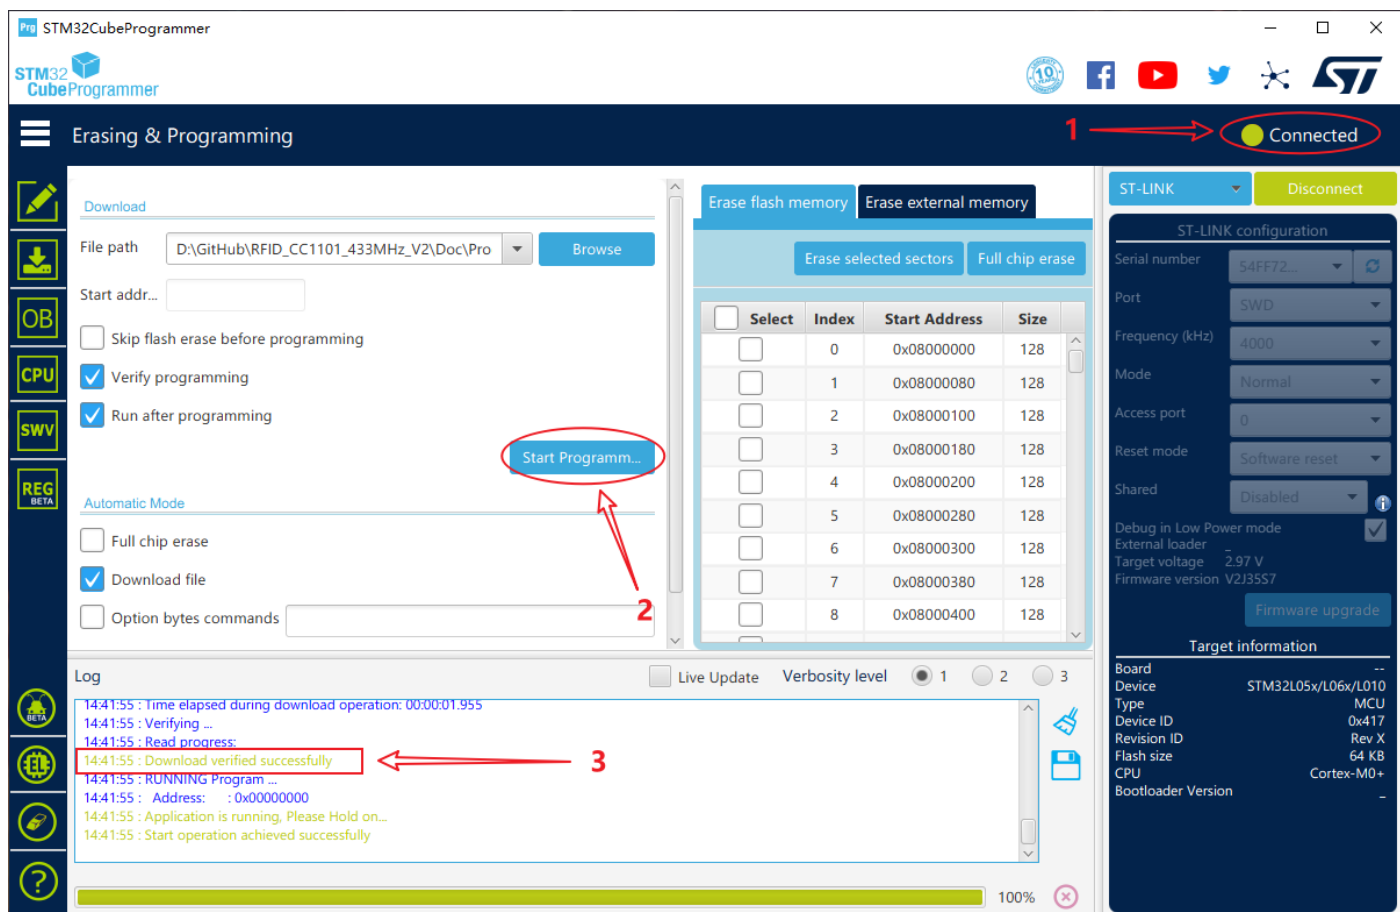 Prg STM32CubeProgrammer
STM32
CubeProgrammer
10
ST
Erasing & Programming
1
Connected
Download
File path
D:\GitHub\RFID_CC1101_433MHz_V2\Doc\Pro
Browse
Start addr...
Skip flash erase before programming
Verify programming
Run after programming
Start Programm...
Automatic Mode
Full chip erase
Download file
Option bytes commands
2
OB
CPU
SWV
REG
BETA
BETA
Erase flash memory
Erase external memory
Erase selected sectors
Full chip erase
Select Index Start Address Size
0 0x08000000 128
1 0x08000080 128
2 0x08000100 128
3 0x08000180 128
4 0x08000200 128
5 0x08000280 128
6 0x08000300 128
7 0x08000380 128
8 0x08000400 128
ST-LINK
Disconnect
ST-LINK configuration
Serial number 54FF72...
Port SWD
Frequency (kHz) 4000
Mode Normal
Access port 0
Reset mode Software reset
Shared Disabled
Debug in Low Power mode
External loader _
Target voltage 2.97 V
Firmware version V2J35S7
Firmware upgrade
Target information
Board --
Device STM32L05x/L06x/L010
Type MCU
Device ID 0x417
Revision ID Rev X
Flash size 64 KB
CPU Cortex-M0+
Bootloader Version _
Log
Live Update
Verbosity level 1 2 3
14:41:55 : Time elapsed during download operation: 00:00:01.955
14:41:55 : Verifying ...
14:41:55 : Read progress:
14:41:55 : Download verified successfully
3
14:41:55 : RUNNING Program ...
14:41:55 : Address: : 0x00000000
14:41:55 : Application is running, Please Hold on...
14:41:55 : Start operation achieved successfully
100%